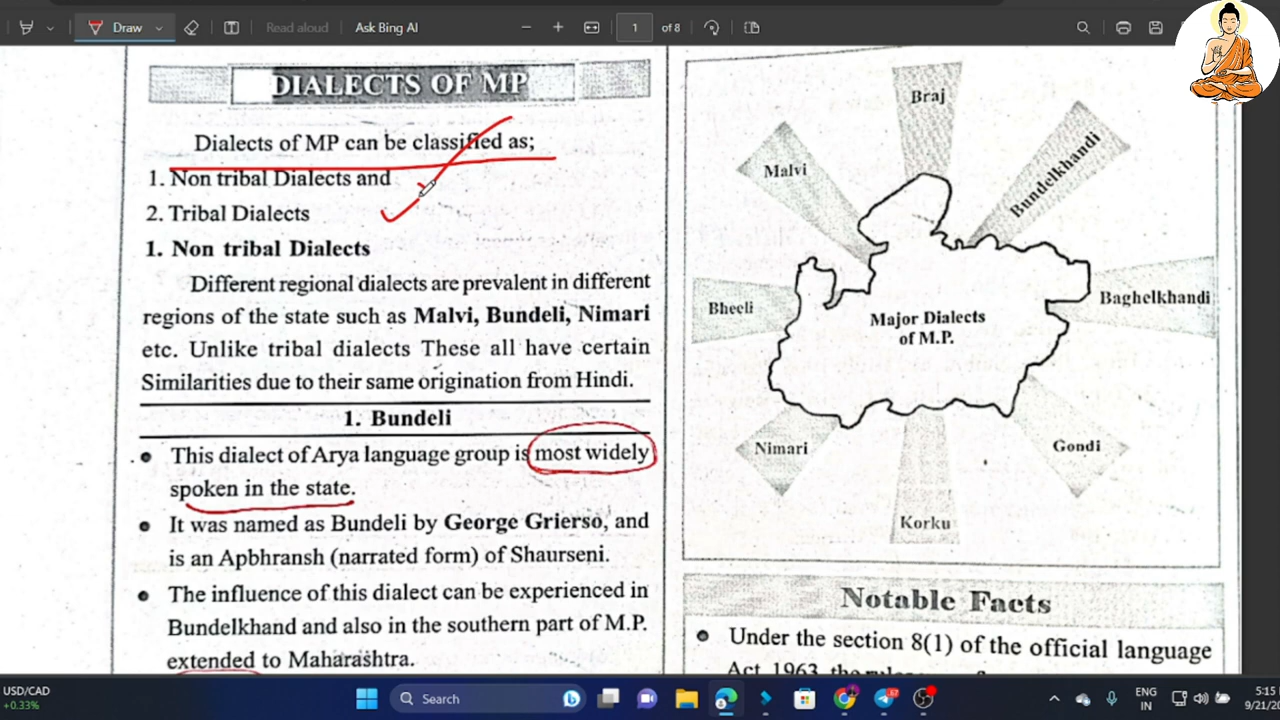 Draw
Read aloud
Ask Bing AI
1
of 8
DIALECTS OF MP
Dialects of MP can be classified as;
1. Non tribal Dialects and
2. Tribal Dialects
1. Non tribal Dialects
Different regional dialects are prevalent in different
regions of the state such as Malvi, Bundeli, Nimari
etc. Unlike tribal dialects These all have certain
Similarities due to their same origination from Hindi.
1. Bundeli
• This dialect of Arya language group is most widely
spoken in the state.
• It was named as Bundeli by George Grierso, and
is an Apbhransh (narrated form) of Shaurseni.
• The influence of this dialect can be experienced in
Bundelkhand and also in the southern part of M.P.
extended to Maharashtra.
Braj
Malvi
Bundelkhandi
Bheeli
Baghelkhandi
Major Dialects
of M.P.
Nimari
Gondi
Korku
Notable Facts
• Under the section 8(1) of the official language
Act 1963, the
USD/CAD
+0.33%
Search
ENG
IN
5:15
9/21/20